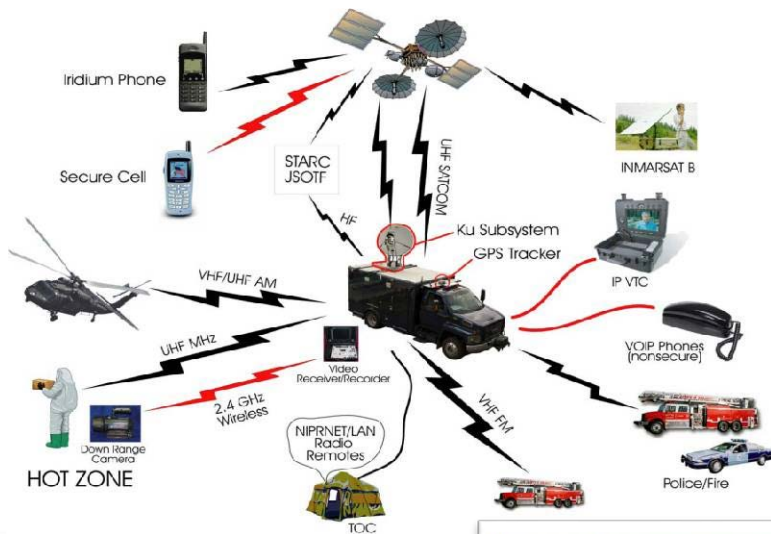 Iridium Phone
Secure Cell
STARC
JSOTF
UHF SATCOM
INMARSAT B
HF
Ku Subsystem
GPS Tracker
IP VTC
VHF/UHF AM
UHF MHz
Video
Receiver/Recorder
VOIP Phones
(nonsecure)
2.4 GHz
Wireless
VHF FM
Down Range
Camera
HOT ZONE
NIPRNET/LAN
Radio
Remotes
TOC
Police/Fire